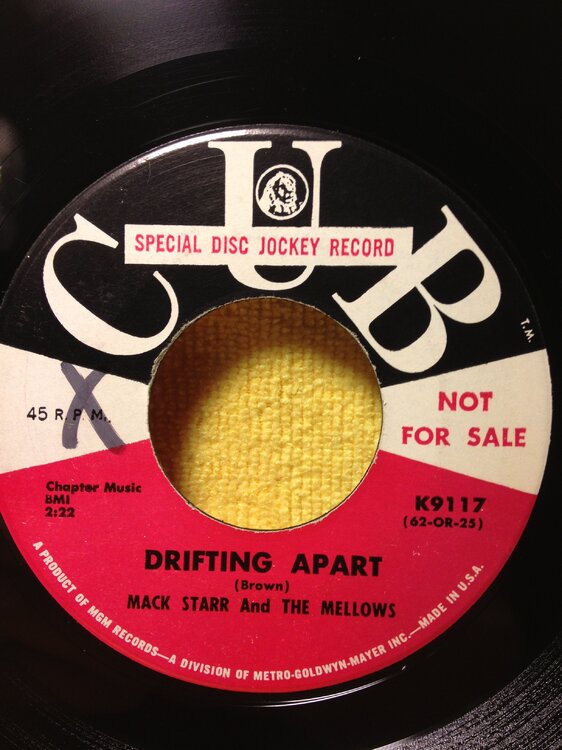 CUB
SPECIAL DISC JOCKEY RECORD
T.M.
45 R.P.M.
X
NOT
FOR SALE
Chapter Music
BMI
2:22
K9117
(62-OR-25)
DRIFTING APART
(Brown)
MACK STARR And THE MELLOWS
A PRODUCT OF MGM RECORDS—A DIVISION OF METRO-GOLDWYN-MAYER INC.—MADE IN U.S.A.